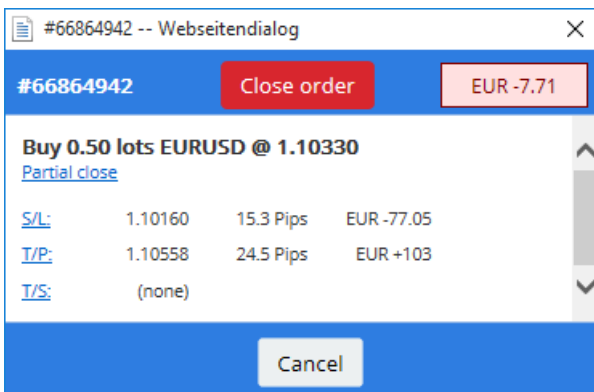 #66864942 -- Webseitendialog
#66864942 Close order EUR -7.71
Buy 0.50 lots EURUSD @ 1.10330
Partial close
S/L: 1.10160 15.3 Pips EUR -77.05
T/P: 1.10558 24.5 Pips EUR +103
T/S: (none)
Cancel